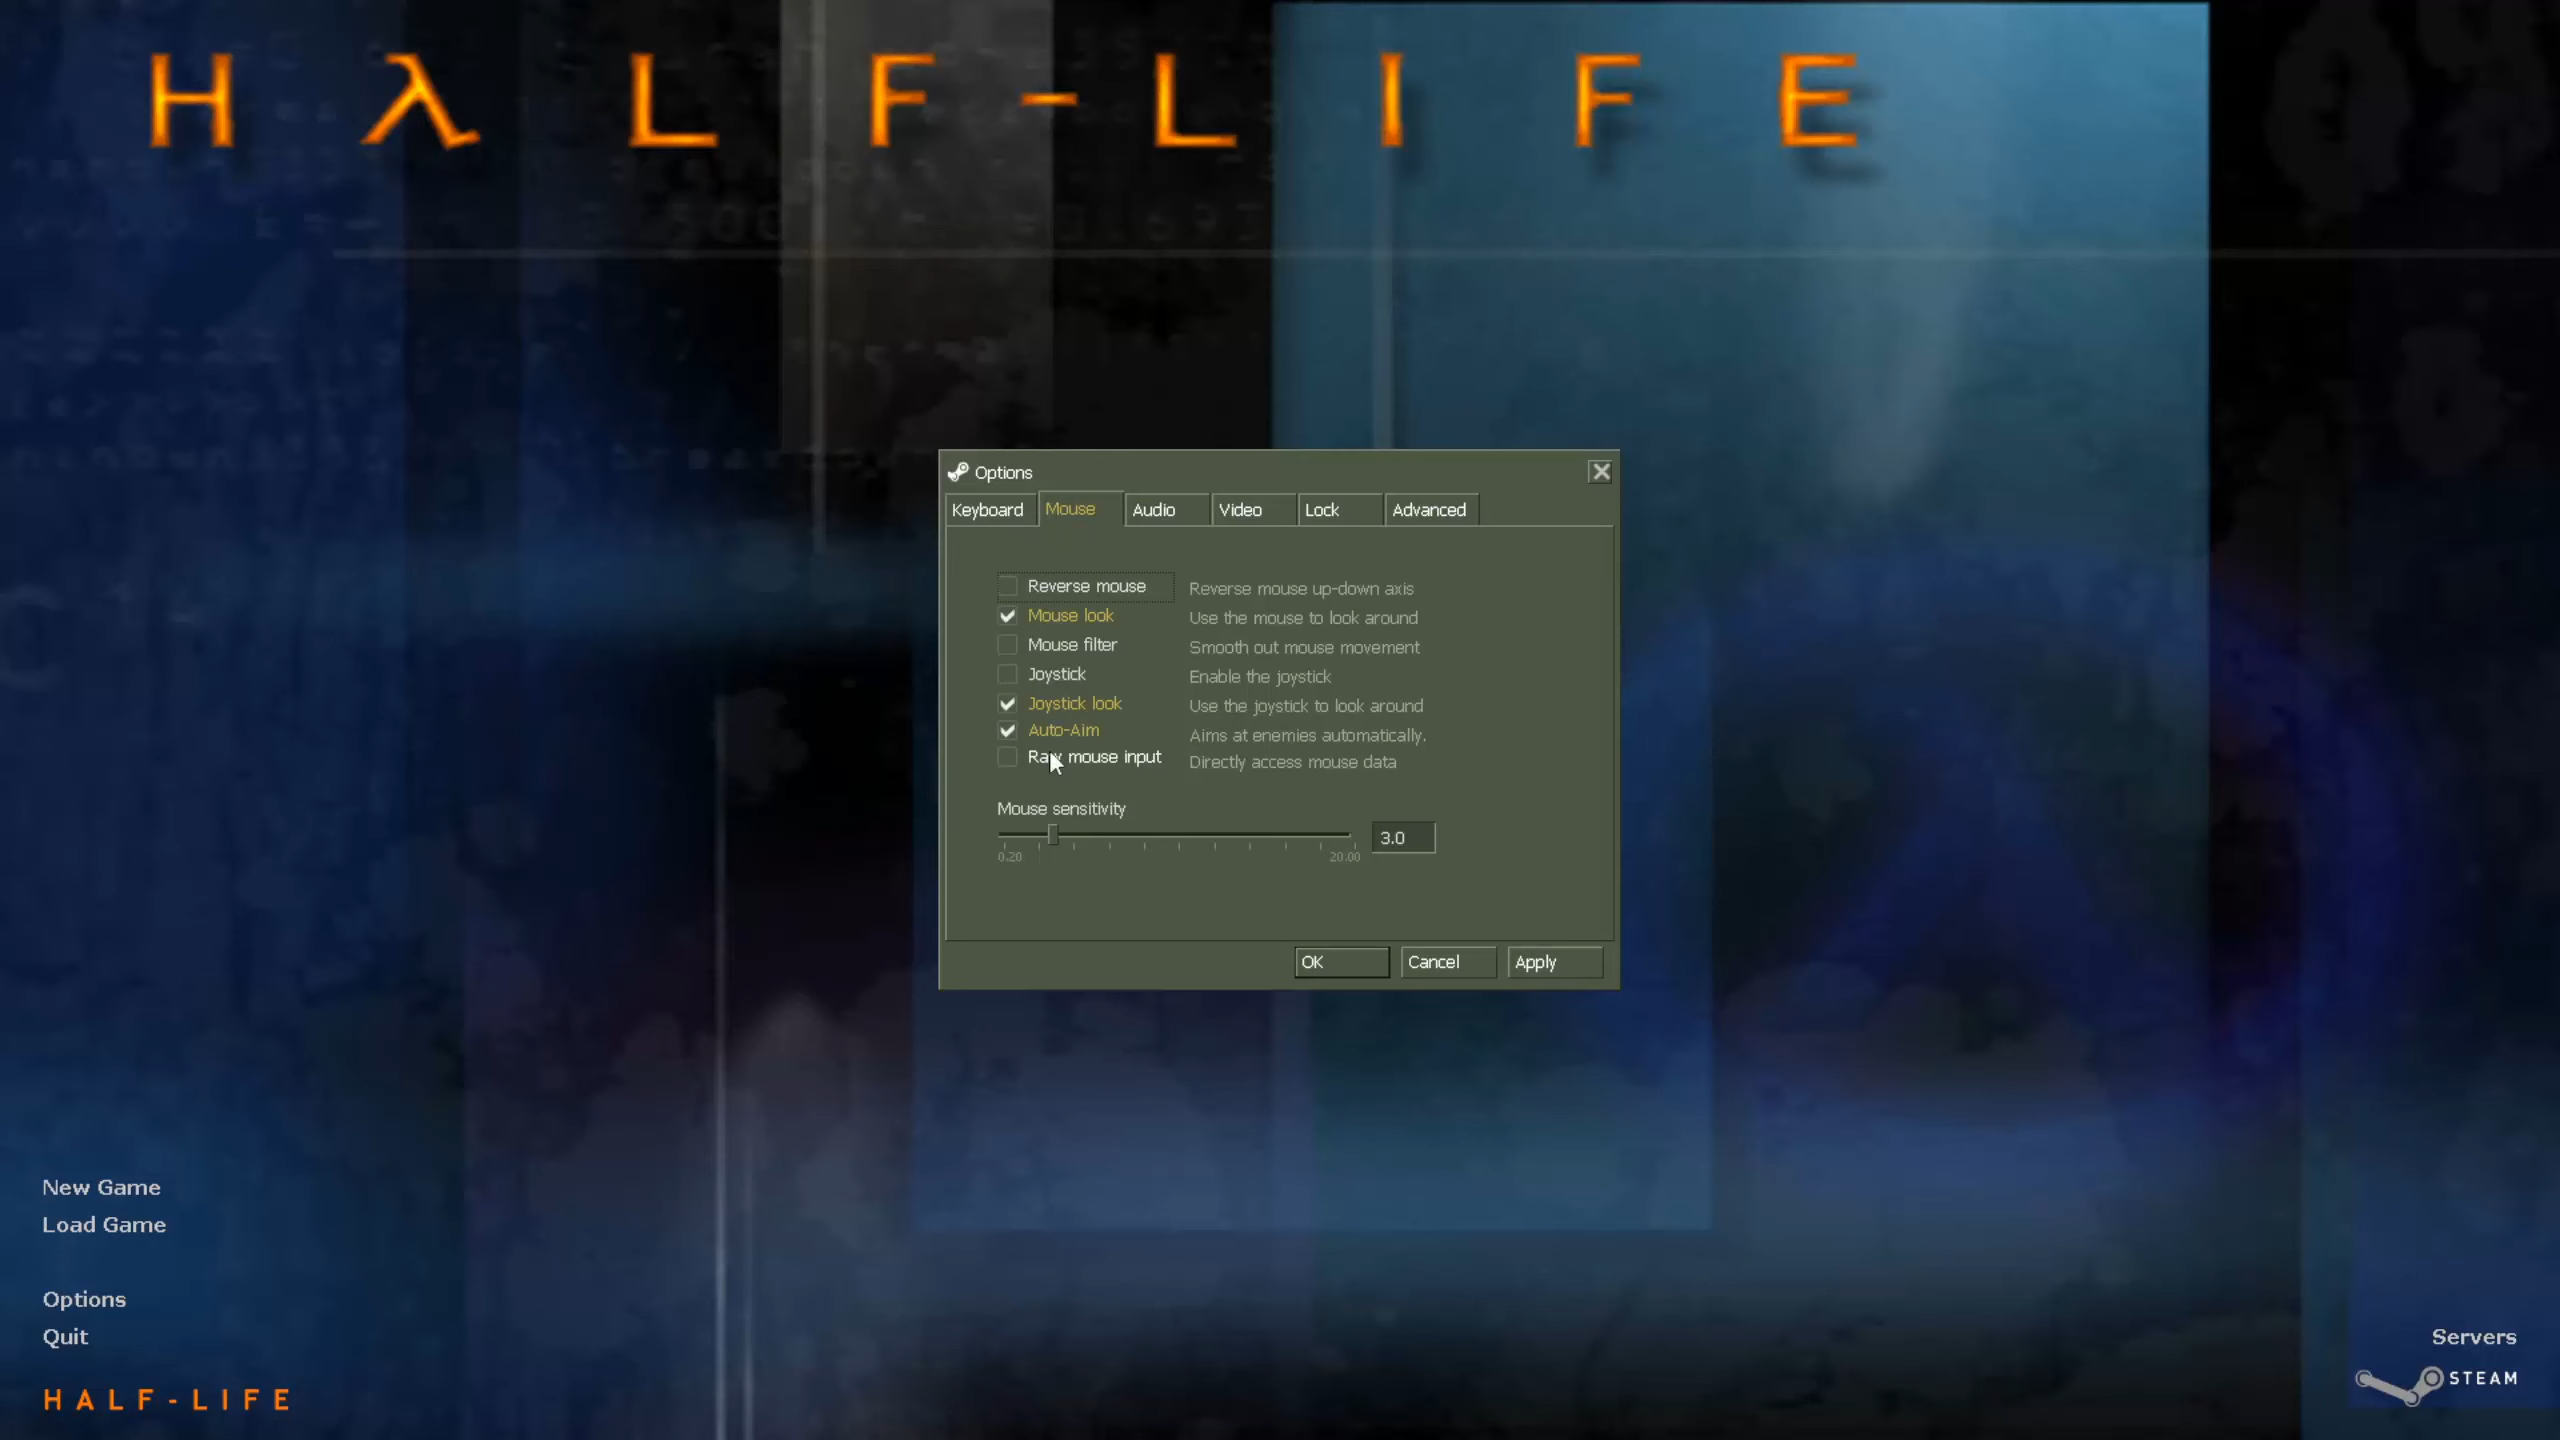 HλLF-LIFE
Options
Keyboard Mouse Audio Video Lock Advanced
Reverse mouse Reverse mouse up-down axis
Mouse look Use the mouse to look around
Mouse filter Smooth out mouse movement
Joystick Enable the joystick
Joystick look Use the joystick to look around
Auto-Aim Aims at enemies automatically.
Raw mouse input Directly access mouse data
Mouse sensitivity
3.0
0.20 20.00
OK Cancel Apply
New Game
Load Game
Options
Quit
HALF-LIFE
Servers
STEAM